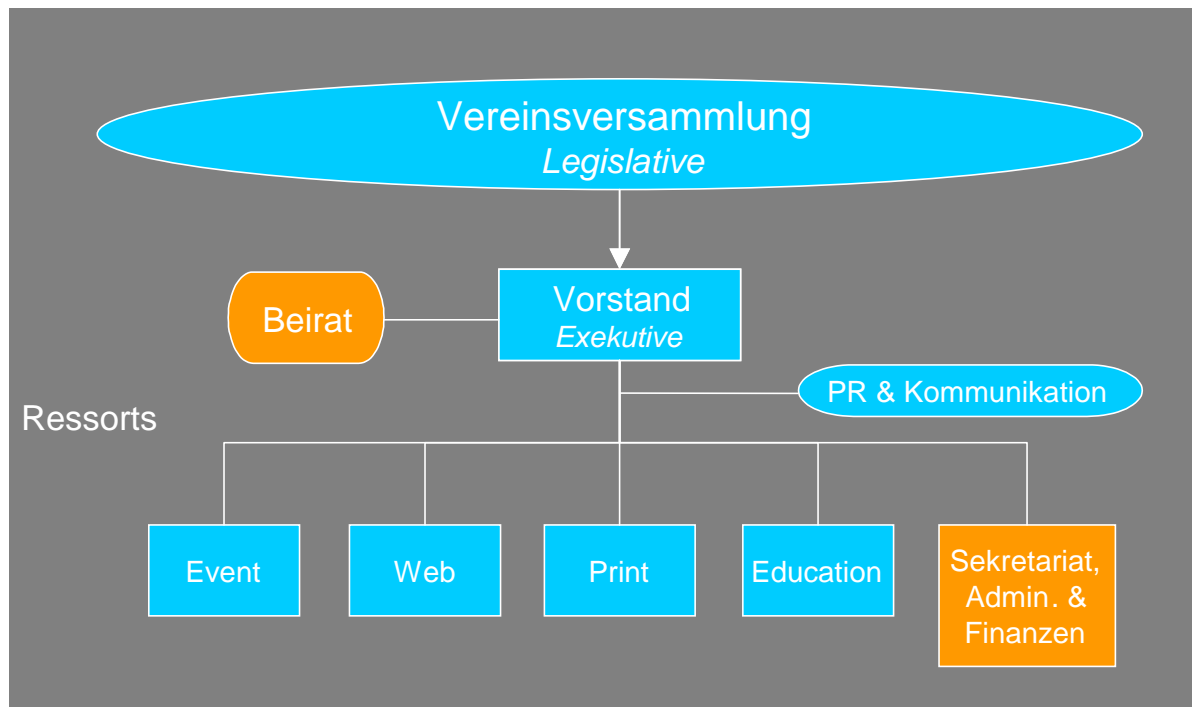 Vereinsversammlung
Legislative
Beirat
Vorstand
Exekutive
PR & Kommunikation
Ressorts
Event
Web
Print
Education
Sekretariat,
Admin. &
Finanzen